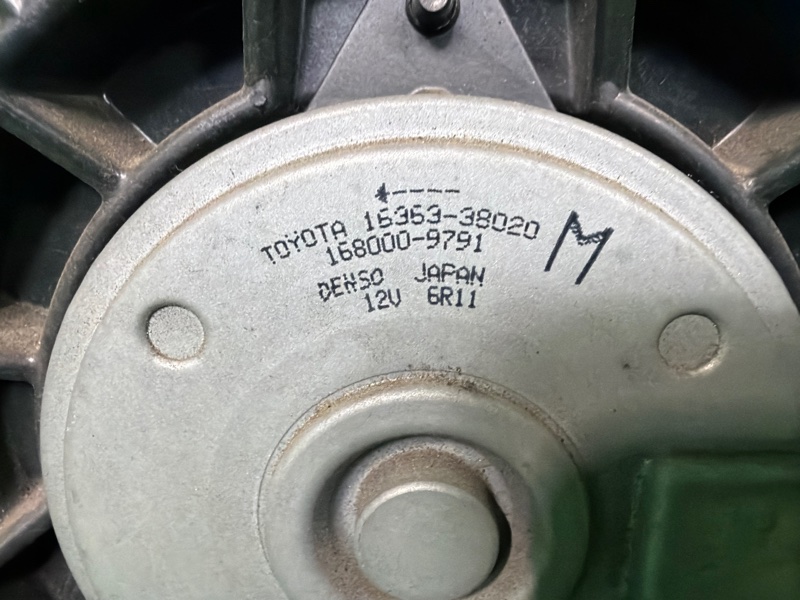 TOYOTA 16363-38020
168000-9791
M
DENSO JAPAN
12V 6R11